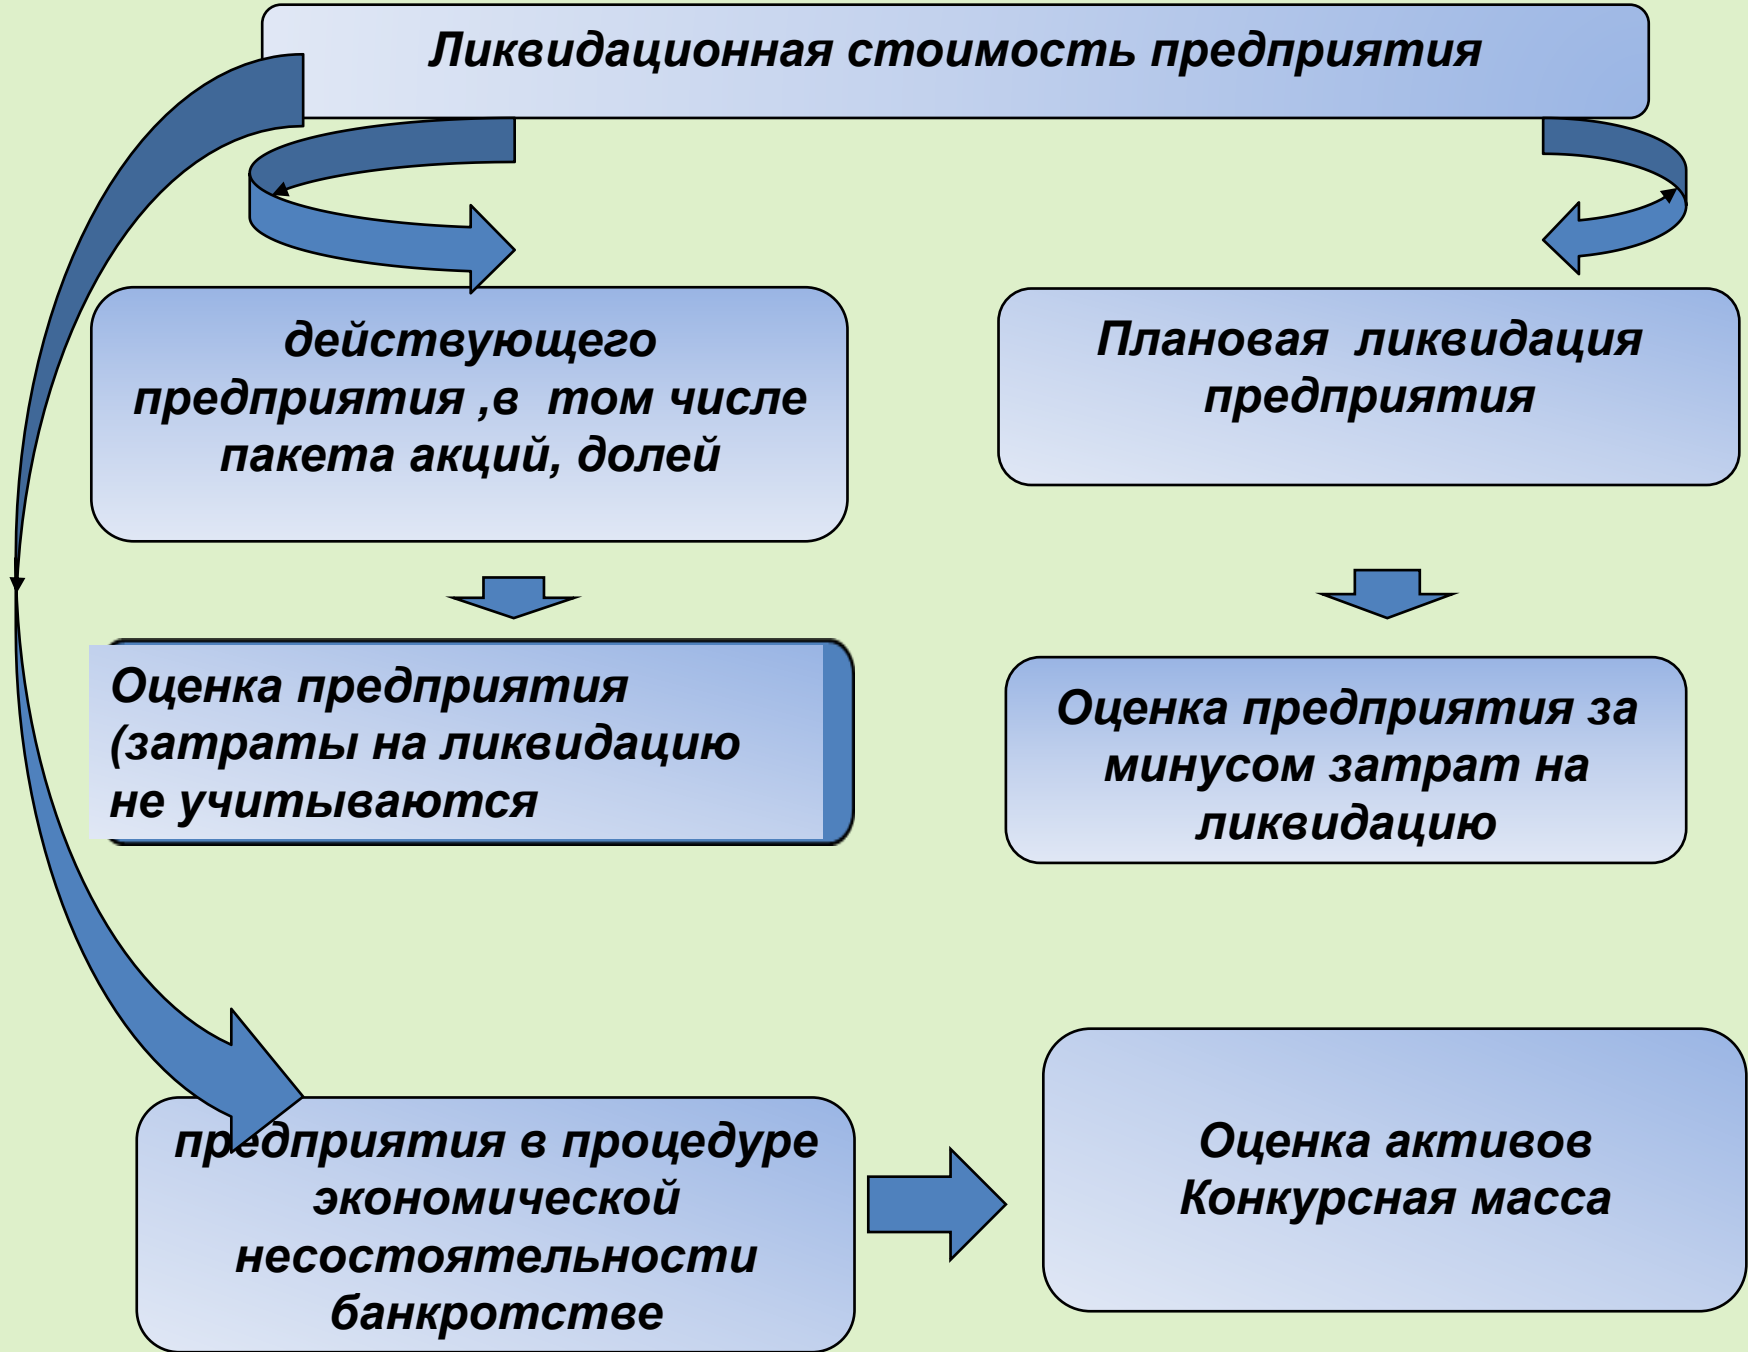 Ликвидационная стоимость предприятия
действующего
предприятия ,в том числе
пакета акций, долей
Плановая ликвидация
предприятия
Оценка предприятия
(затраты на ликвидацию
не учитываются
Оценка предприятия за
минусом затрат на
ликвидацию
предприятия в процедуре
экономической
несостоятельности
банкротстве
Оценка активов
Конкурсная масса